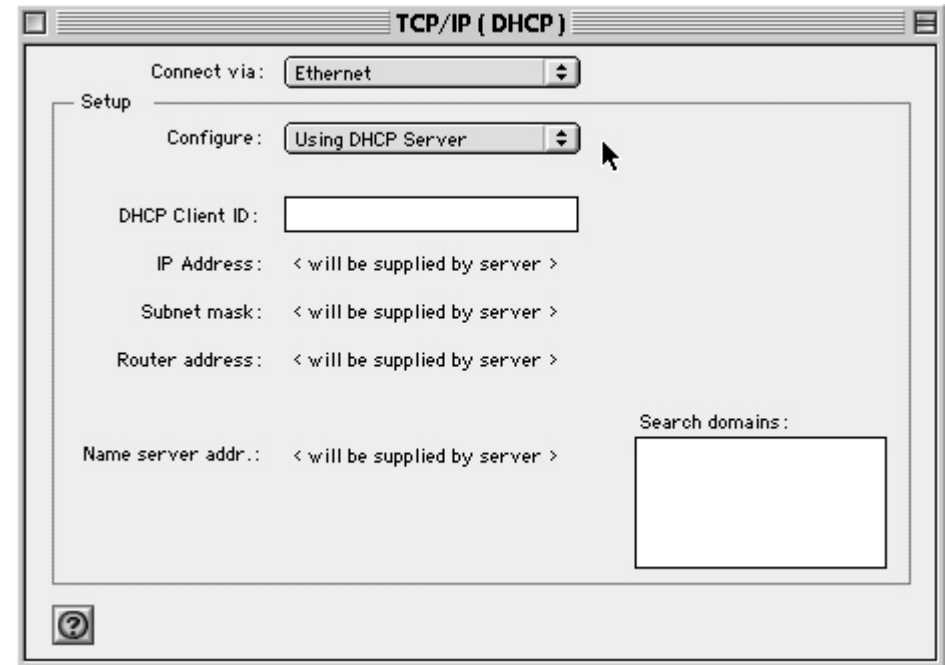 TCP/IP ( DHCP )
Connect via: Ethernet
Setup
Configure: Using DHCP Server
DHCP Client ID:
IP Address: < will be supplied by server >
Subnet mask: < will be supplied by server >
Router address: < will be supplied by server >
Search domains:
Name server addr.: < will be supplied by server >
?